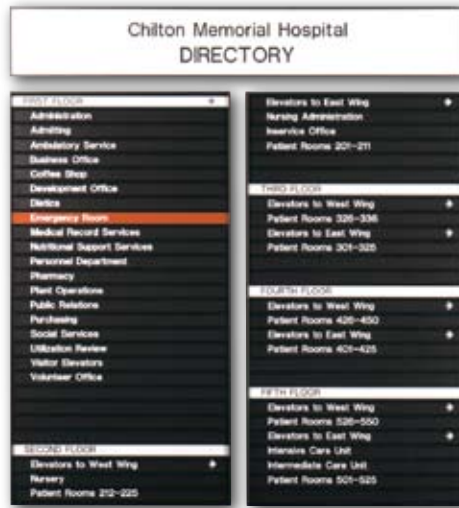 Chilton Memorial Hospital
DIRECTORY
FIRST FLOOR
Administration
Admitting
Ambulatory Service
Business Office
Coffee Shop
Development Office
Dietics
Emergency Room
Medical Record Services
Nutritional Support Services
Personnel Department
Pharmacy
Plant Operations
Public Relations
Purchasing
Social Services
Utilization Review
Visitor Elevators
Volunteer Office
SECOND FLOOR
Elevators to West Wing
Nursery
Patient Rooms 212-225
Elevators to East Wing
Nursing Administration
Inservice Office
Patient Rooms 201-211
THIRD FLOOR
Elevators to West Wing
Patient Rooms 326-336
Elevators to East Wing
Patient Rooms 301-325
FOURTH FLOOR
Elevators to West Wing
Patient Rooms 426-450
Elevators to East Wing
Patient Rooms 401-425
FIFTH FLOOR
Elevators to West Wing
Patient Rooms 526-550
Elevators to East Wing
Intensive Care Unit
Intermediate Care Unit
Patient Rooms 501-525